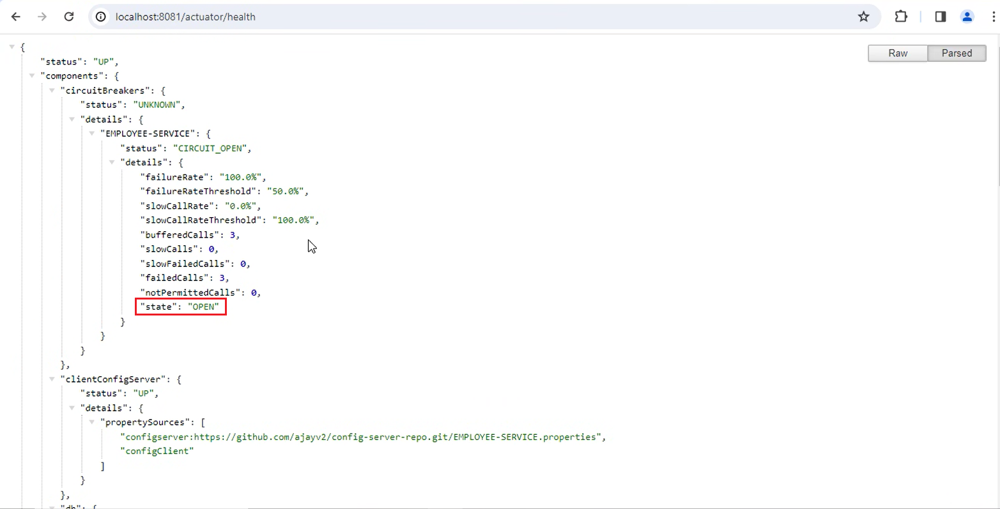 localhost:8081/actuator/health
Raw Parsed
{
"status": "UP",
"components": {
"circuitBreakers": {
"status": "UNKNOWN",
"details": {
"EMPLOYEE-SERVICE": {
"status": "CIRCUIT_OPEN",
"details": {
"failureRate": "100.0%",
"failureRateThreshold": "50.0%",
"slowCallRate": "0.0%",
"slowCallRateThreshold": "100.0%",
"bufferedCalls": 3,
"slowCalls": 0,
"slowFailedCalls": 0,
"failedCalls": 3,
"notPermittedCalls": 0,
"state": "OPEN"
}
}
}
},
"clientConfigServer": {
"status": "UP",
"details": {
"propertySources": [
"configserver:https://github.com/ajayv2/config-server-repo.git/EMPLOYEE-SERVICE.properties",
"configClient"
]
}
},
"db": {